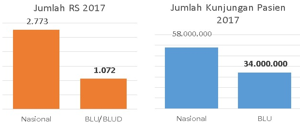 Jumlah RS 2017
2.773
1.072
Nasional BLU/BLUD
Jumlah Kunjungan Pasien
2017
58.000.000
34.000.000
Nasional BLU